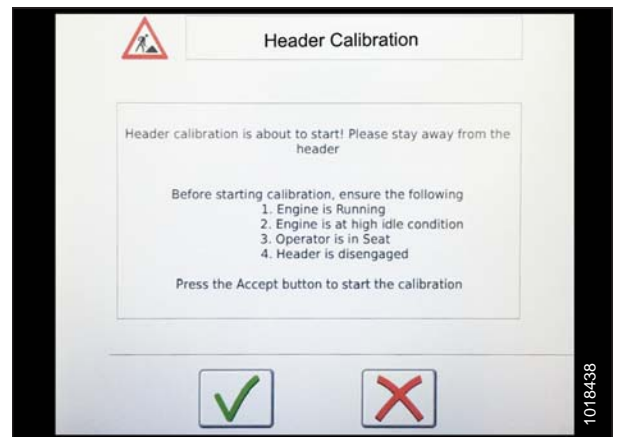 Header Calibration
Header calibration is about to start! Please stay away from the
header
Before starting calibration, ensure the following
1. Engine is Running
2. Engine is at high idle condition
3. Operator is in Seat
4. Header is disengaged
Press the Accept button to start the calibration
1018438